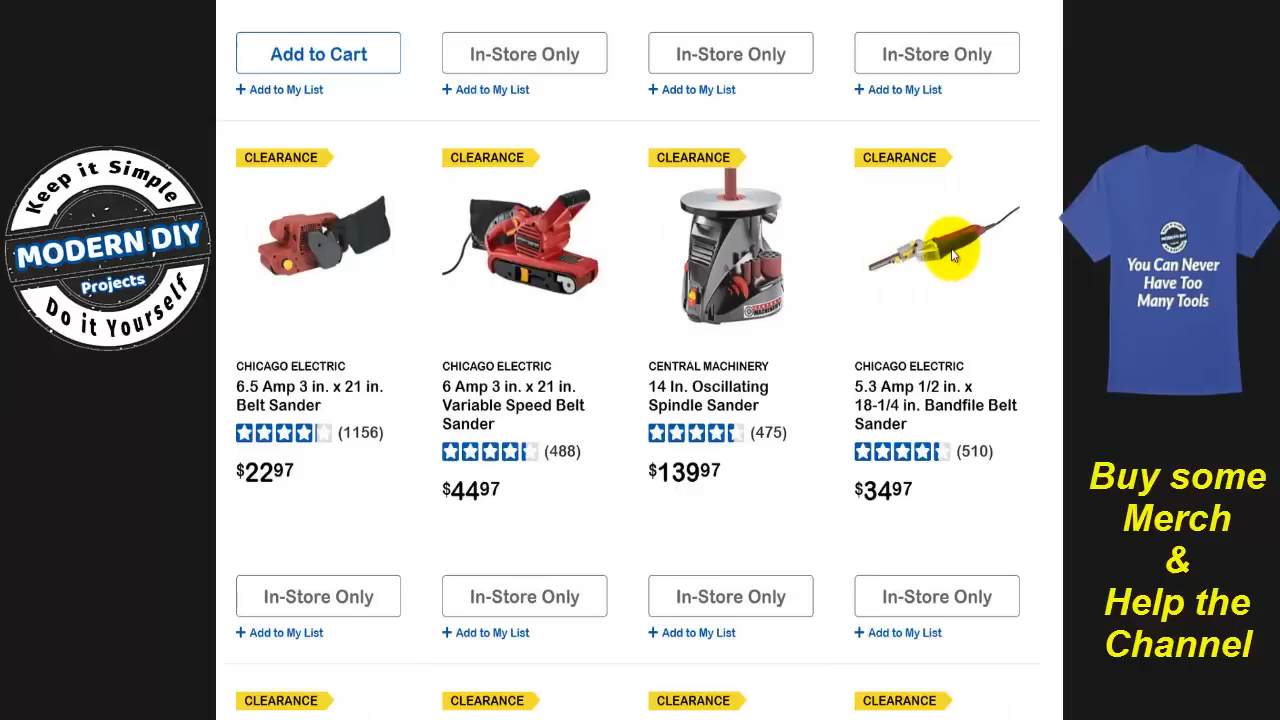 Add to Cart
In-Store Only
In-Store Only
In-Store Only
+ Add to My List
+ Add to My List
+ Add to My List
+ Add to My List
CLEARANCE
CLEARANCE
CLEARANCE
CLEARANCE
Keep it Simple
MODERN DIY
Projects
Do it Yourself
MODERN DIY
You Can Never
Have Too
Many Tools
CHICAGO ELECTRIC
6.5 Amp 3 in. x 21 in.
Belt Sander
(1156)
$22.97
CHICAGO ELECTRIC
6 Amp 3 in. x 21 in.
Variable Speed Belt
Sander
(488)
$44.97
CENTRAL MACHINERY
14 In. Oscillating
Spindle Sander
(475)
$139.97
CHICAGO ELECTRIC
5.3 Amp 1/2 in. x
18-1/4 in. Bandfile Belt
Sander
(510)
$34.97
Buy some
Merch
&
Help the
Channel
In-Store Only
In-Store Only
In-Store Only
In-Store Only
+ Add to My List
+ Add to My List
+ Add to My List
+ Add to My List
CLEARANCE
CLEARANCE
CLEARANCE
CLEARANCE